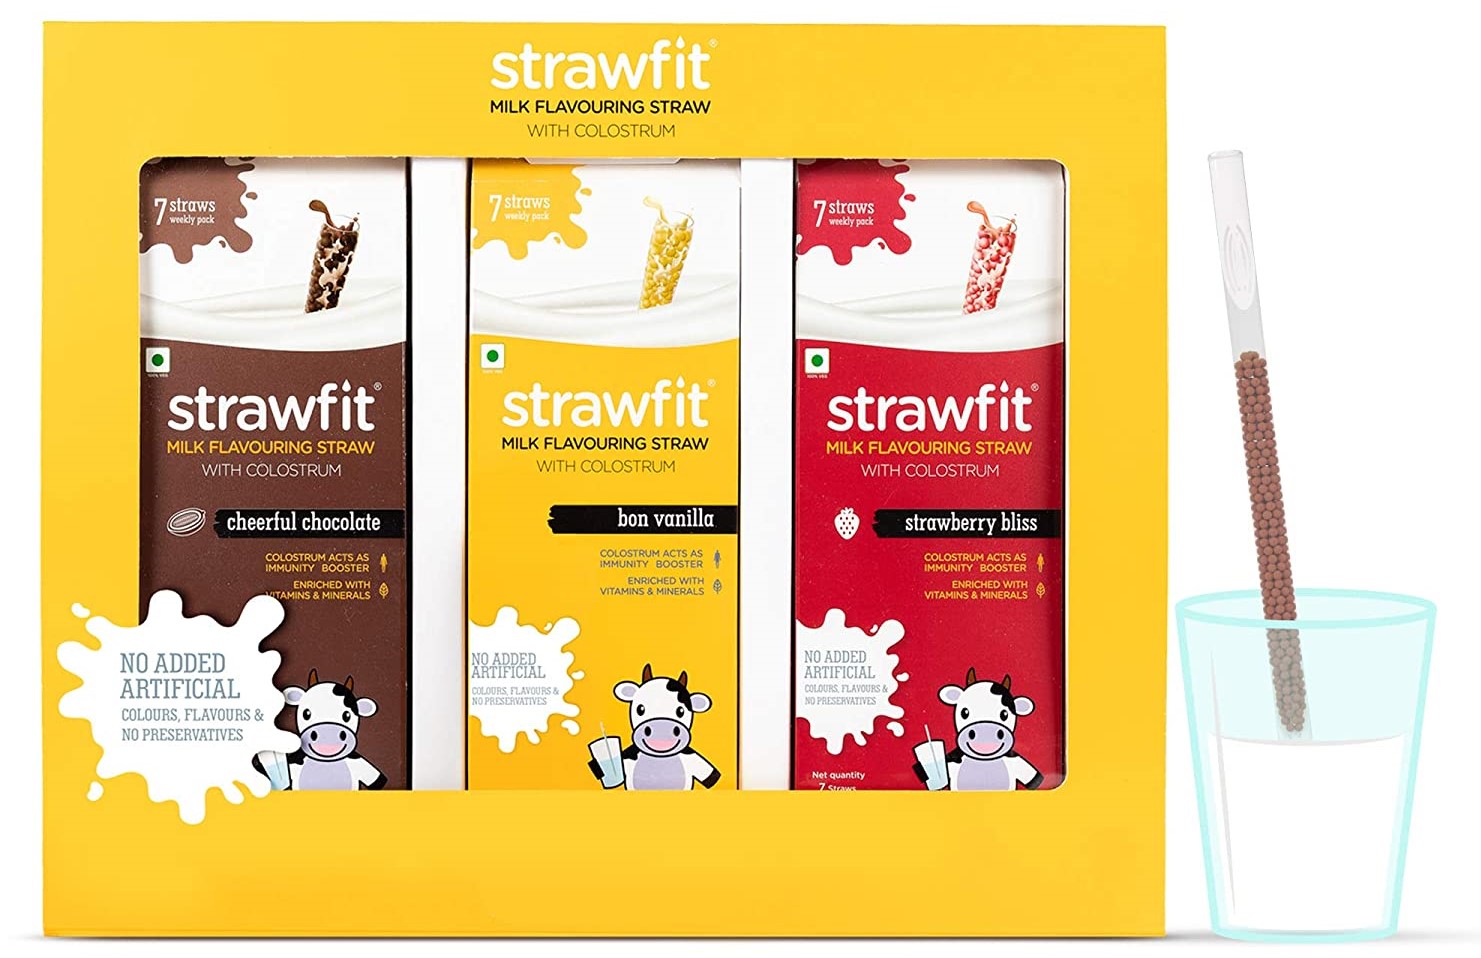 strawfit®
MILK FLAVOURING STRAW
WITH COLOSTRUM
7 straws
weekly pack
strawfit®
MILK FLAVOURING STRAW
WITH COLOSTRUM
cheerful chocolate
COLOSTRUM ACTS AS
IMMUNITY BOOSTER
ENRICHED WITH
VITAMINS & MINERALS
NO ADDED
ARTIFICIAL
COLOURS, FLAVOURS &
NO PRESERVATIVES
7 straws
weekly pack
strawfit®
MILK FLAVOURING STRAW
WITH COLOSTRUM
bon vanilla
COLOSTRUM ACTS AS
IMMUNITY BOOSTER
ENRICHED WITH
VITAMINS & MINERALS
NO ADDED
ARTIFICIAL
COLOURS, FLAVOURS &
NO PRESERVATIVES
7 straws
weekly pack
strawfit®
MILK FLAVOURING STRAW
WITH COLOSTRUM
strawberry bliss
COLOSTRUM ACTS AS
IMMUNITY BOOSTER
ENRICHED WITH
VITAMINS & MINERALS
NO ADDED
ARTIFICIAL
COLOURS, FLAVOURS &
NO PRESERVATIVES
Net quantity
7 Straws